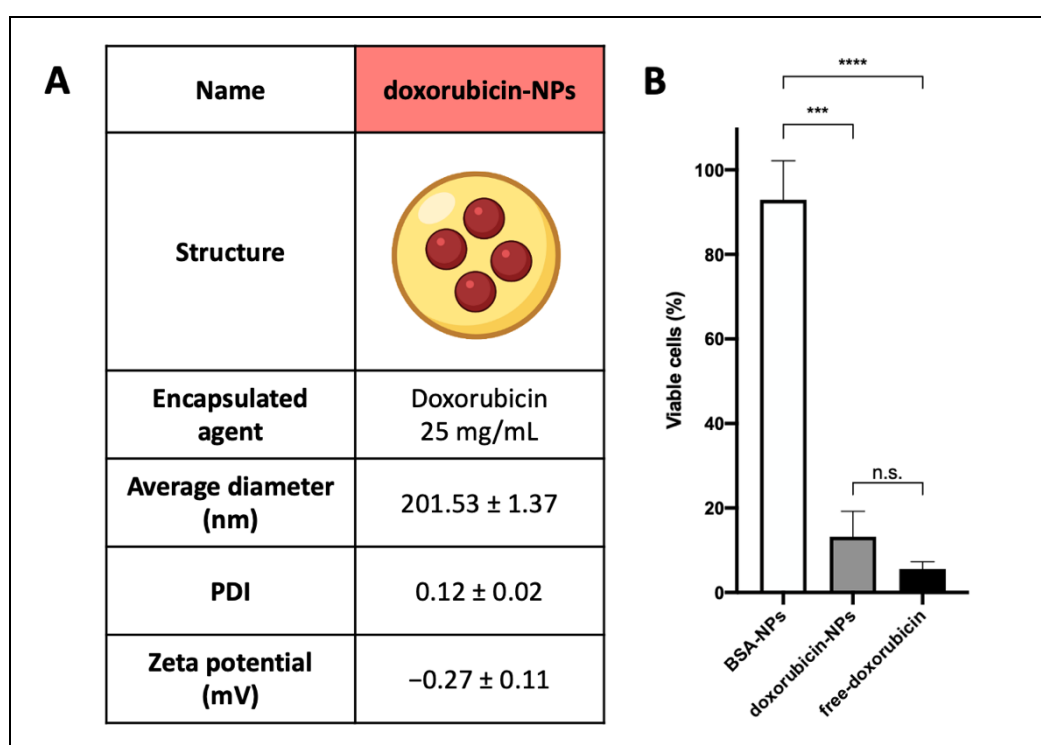 A
Name
doxorubicin-NPs
Structure
Encapsulated
agent
Doxorubicin
25 mg/mL
Average diameter
(nm)
201.53 ± 1.37
PDI
0.12 ± 0.02
Zeta potential
(mV)
−0.27 ± 0.11
B
****
***
n.s.
Viable cells (%)
100
80
60
40
20
0
BSA-NPs
doxorubicin-NPs
free-doxorubicin